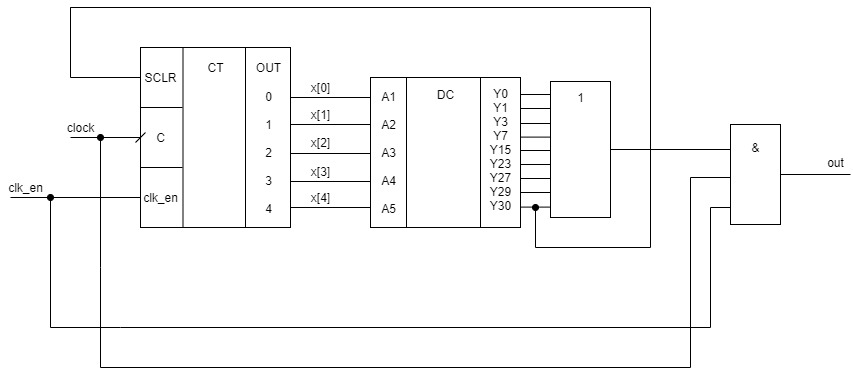 SCLR CT OUT
0
1
2
3
4
C
clk_en
clock
clk_en
x[0]
x[1]
x[2]
x[3]
x[4]
DC
A1
A2
A3
A4
A5
Y0
Y1
Y3
Y7
Y15
Y23
Y27
Y29
Y30
1
&
out